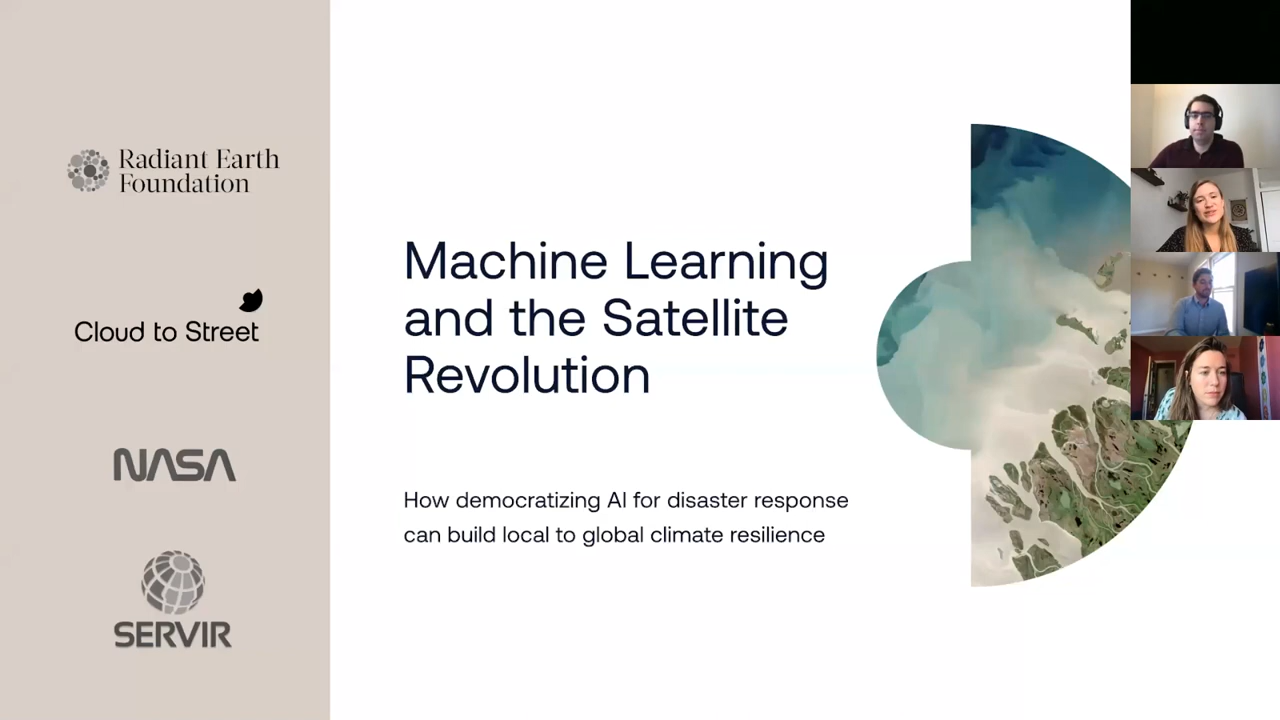 Radiant Earth
Foundation
Cloud to Street
NASA
SERVIR
Machine Learning
and the Satellite
Revolution
How democratizing AI for disaster response
can build local to global climate resilience